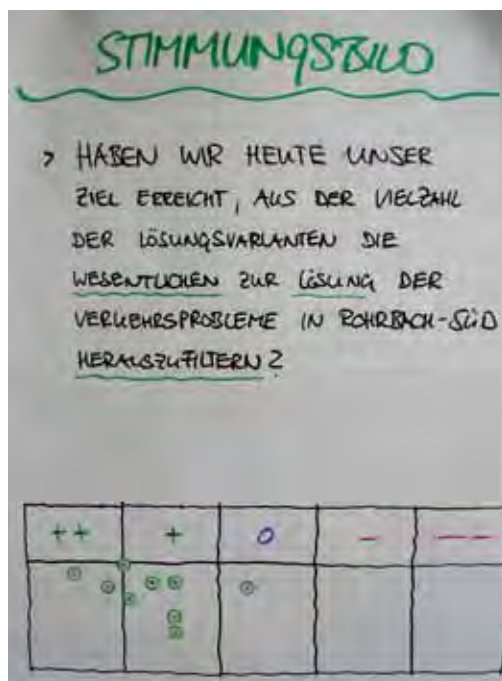 STIMMUNGSBILD
> HABEN WIR HEUTE UNSER
ZIEL ERREICHT, AUS DER VIELZAHL
DER LÖSUNGSVARIANTEN DIE
WESENTLICHEN ZUR LÖSUNG DER
VERKEHRSPROBLEME IN ROHRBACH-SÜD
HERAUSZUFILTERN?
++ + O - --